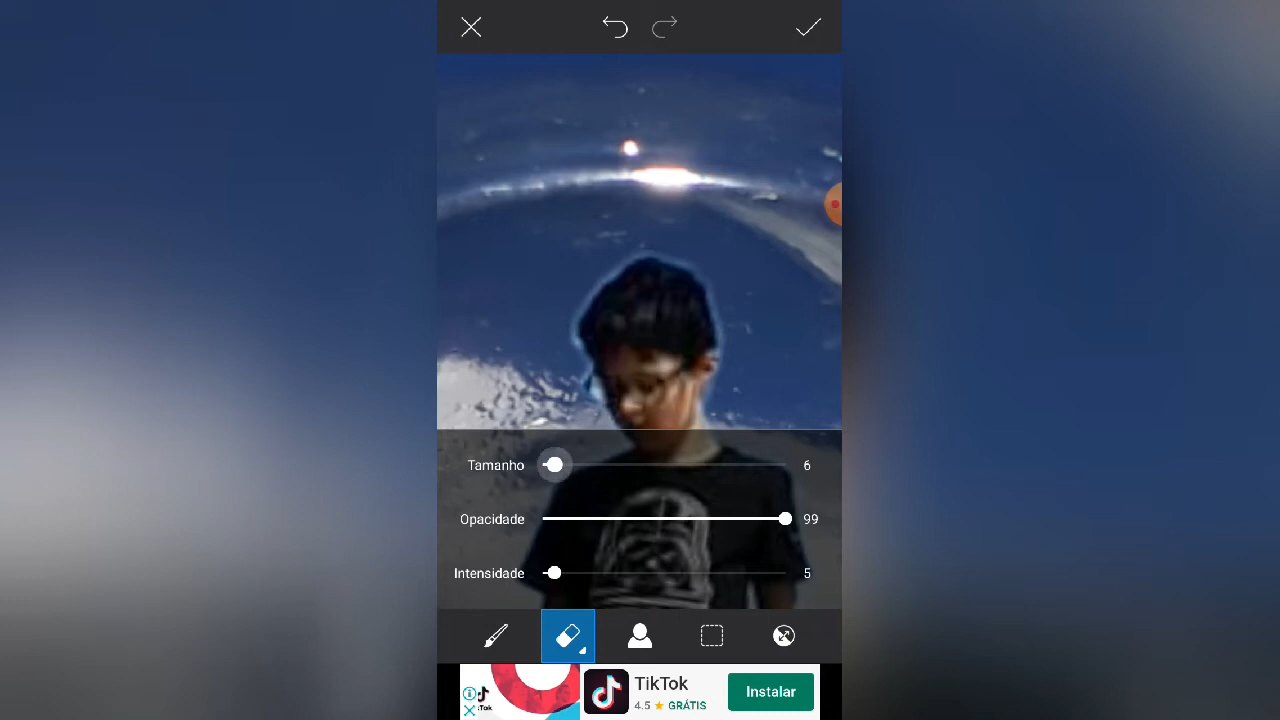 Tamanho 6
Opacidade 99
Intensidade 5
TikTok
4.5 ★ GRÁTIS
Instalar